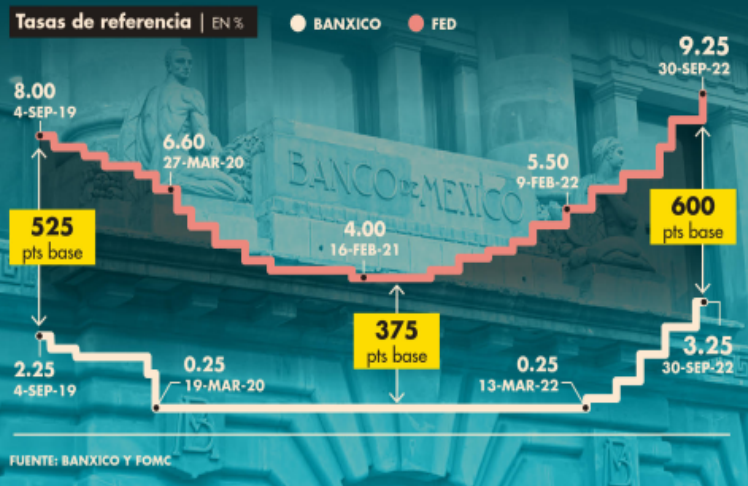 Tasas de referencia | EN %
BANXICO
FED
8.00
4-SEP-19
6.60
27-MAR-20
BANCO DE MEXICO
4.00
16-FEB-21
5.50
9-FEB-22
9.25
30-SEP-22
525
pts base
375
pts base
600
pts base
2.25
4-SEP-19
0.25
19-MAR-20
0.25
13-MAR-22
3.25
30-SEP-22
FUENTE: BANXICO Y FOMC